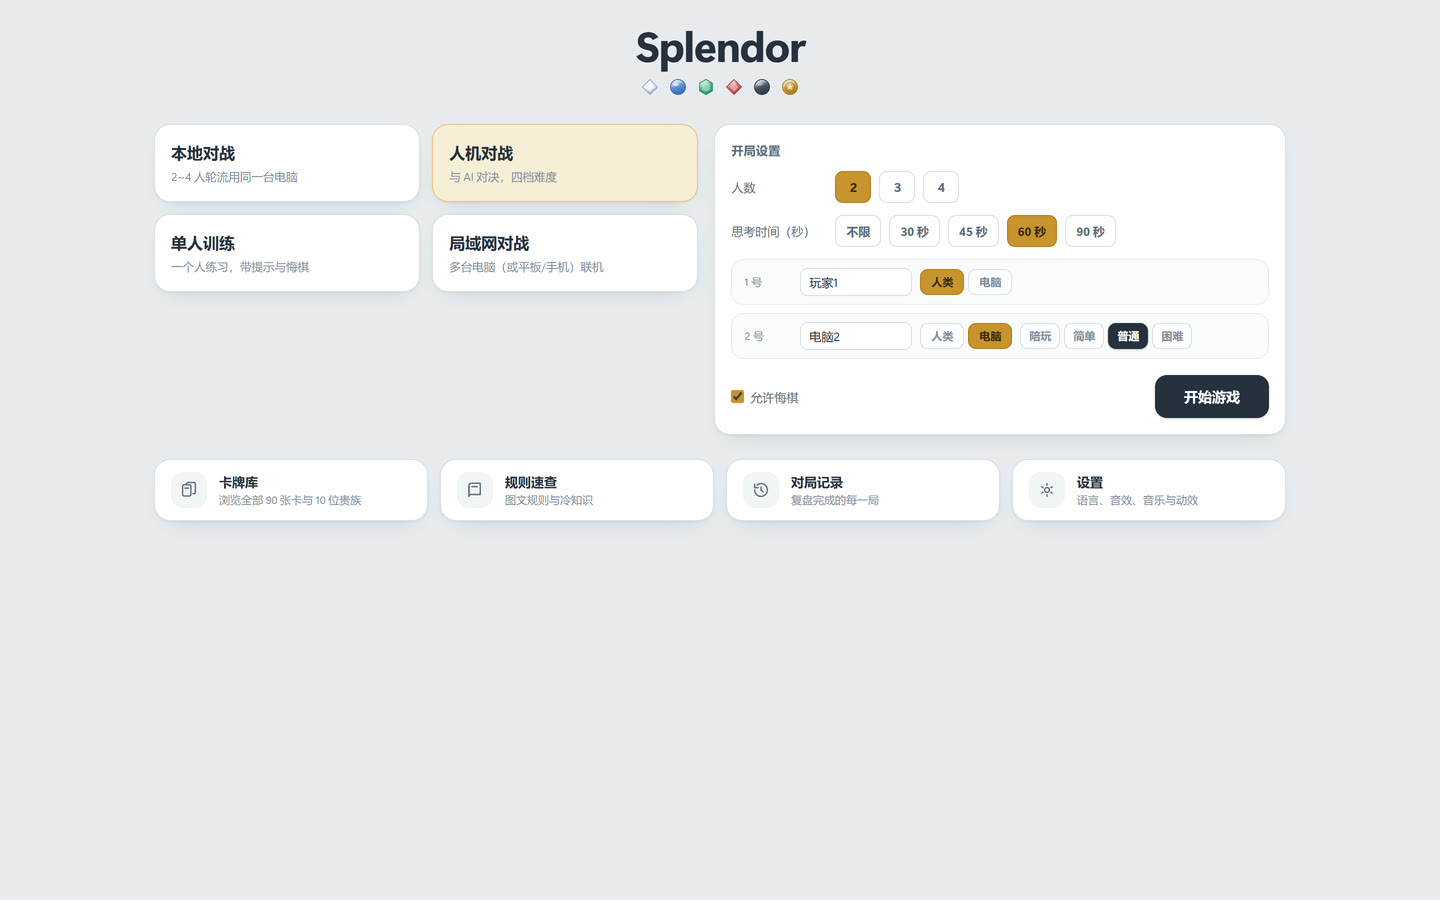 Splendor
本地对战
2~4 人轮流用同一台电脑
人机对战
与 AI 对决，四档难度
单人训练
一个人练习，带提示与悔棋
局域网对战
多台电脑（或平板/手机）联机
开局设置
人数
2
3
4
思考时间（秒）
不限
30 秒
45 秒
60 秒
90 秒
1 号
玩家1
人类
电脑
2 号
电脑2
人类
电脑
陪玩
简单
普通
困难
允许悔棋
开始游戏
卡牌库
浏览全部 90 张卡与 10 位贵族
规则速查
图文规则与冷知识
对局记录
复盘完成的每一局
设置
语言、音效、音乐与动效